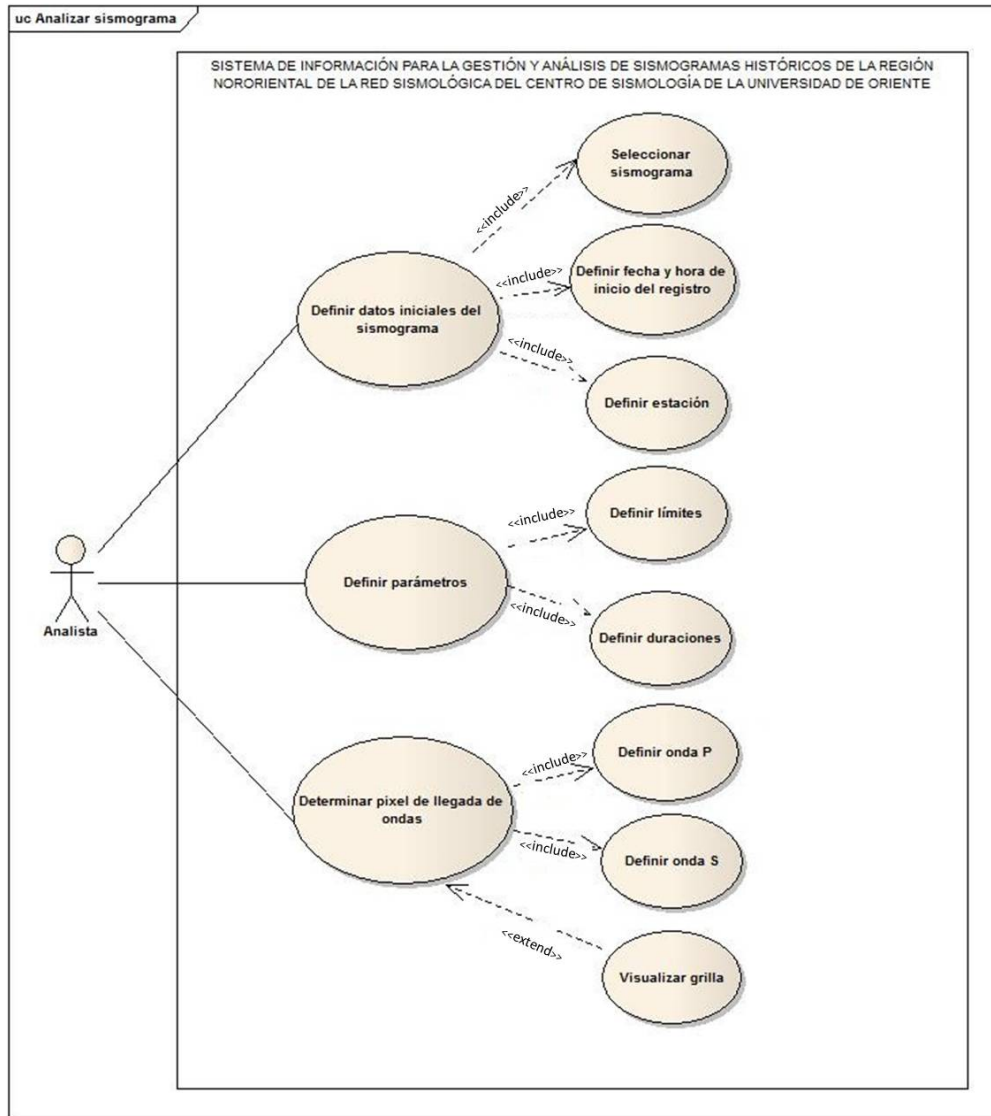 uc Analizar sismograma
SISTEMA DE INFORMACIÓN PARA LA GESTIÓN Y ANÁLISIS DE SISMOGRAMAS HISTÓRICOS DE LA REGIÓN
NORORIENTAL DE LA RED SISMOLÓGICA DEL CENTRO DE SISMOLOGÍA DE LA UNIVERSIDAD DE ORIENTE
Seleccionar
sismograma
<<include>>
Definir fecha y hora de
inicio del registro
<<include>>
Definir datos iniciales del
sismograma
<<include>>
Definir estación
Definir límites
<<include>>
Definir parámetros
<<include>>
Definir duraciones
Analista
Definir onda P
<<include>>
Determinar pixel de llegada de
ondas
<<include>>
Definir onda S
<<extend>>
Visualizar grilla